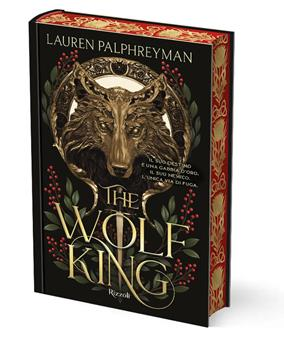 LAUREN PALPHREYMAN
IL SUO DESTINO
È UNA GABBIA D'ORO.
IL SUO NEMICO,
L'UNICA VIA DI FUGA.
THE
WOLF
KING
Rizzoli